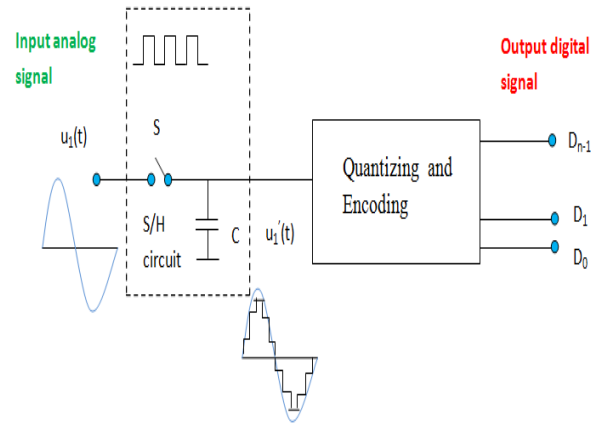 Input analog
signal
u₁(t)
S
S/H
circuit
C
u₁'(t)
Quantizing and
Encoding
Output digital
signal
Dₙ₋₁
D₁
D₀